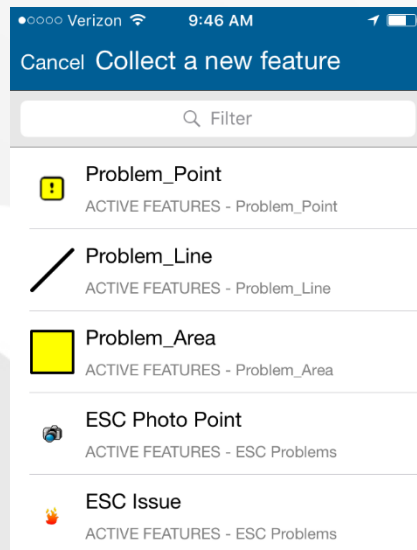 ●○○○○ Verizon 9:46 AM
Cancel Collect a new feature
Filter
Problem_Point
ACTIVE FEATURES - Problem_Point
Problem_Line
ACTIVE FEATURES - Problem_Line
Problem_Area
ACTIVE FEATURES - Problem_Area
ESC Photo Point
ACTIVE FEATURES - ESC Problems
ESC Issue
ACTIVE FEATURES - ESC Problems